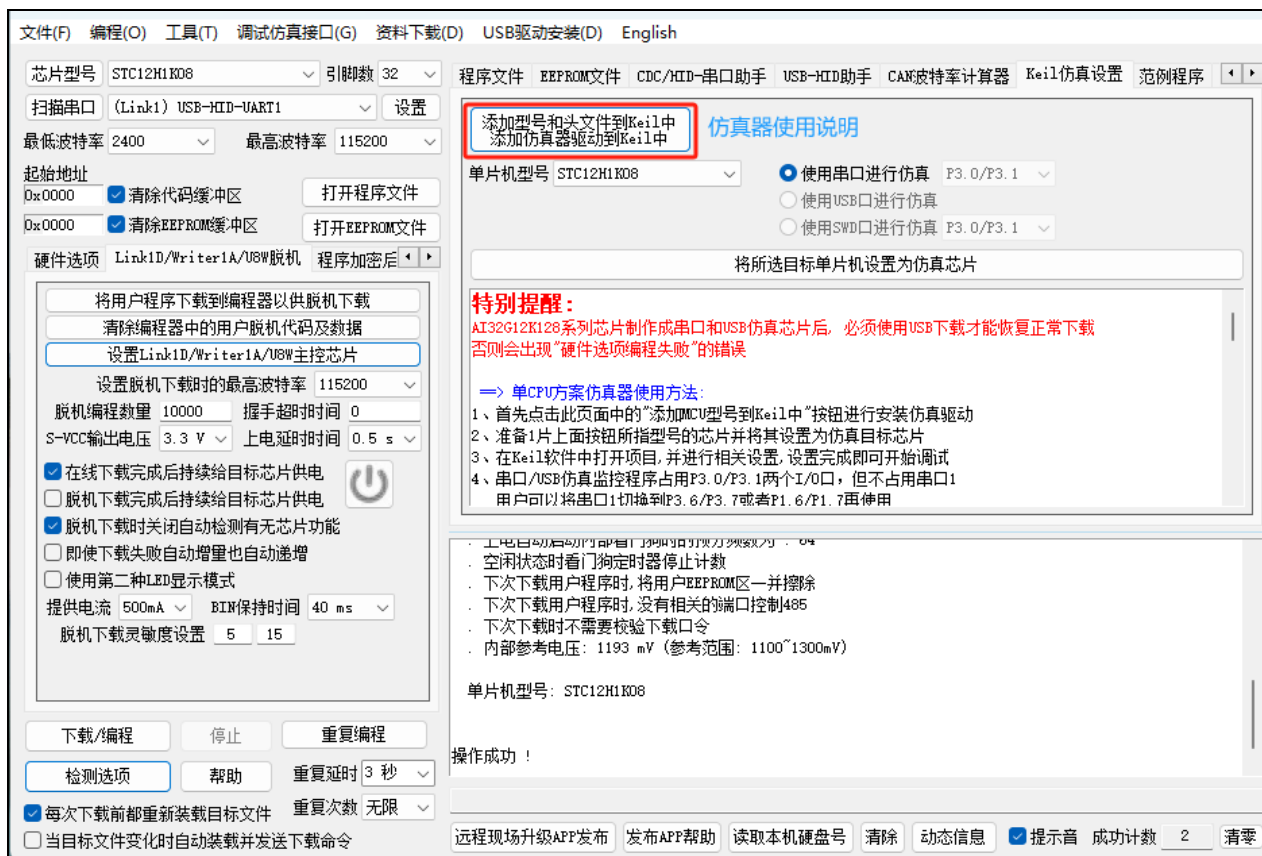 文件(F) 编程(O) 工具(T) 调试仿真接口(G) 资料下载(D) USB驱动安装(D) English
芯片型号 STC12H1K08 引脚数 32
扫描串口 (Link1) USB-HID-UART1 设置
最低波特率 2400 最高波特率 115200
起始地址
0x0000 清除代码缓冲区 打开程序文件
0x0000 清除EEPROM缓冲区 打开EEPROM文件
硬件选项 Link1D/Writer1A/U8W脱机 程序加密后
将用户程序下载到编程器以供脱机下载
清除编程器中的用户脱机代码及数据
设置Link1D/Writer1A/U8W主控芯片
设置脱机下载时的最高波特率 115200
脱机编程数量 10000 握手超时时间 0
S-VCC输出电压 3.3 V 上电延时时间 0.5 s
在线下载完成后持续给目标芯片供电
脱机下载完成后持续给目标芯片供电
脱机下载时关闭自动检测有无芯片功能
即使下载失败自动增量也自动递增
使用第二种LED显示模式
提供电流 500mA BIN保持时间 40 ms
脱机下载灵敏度设置 5 15
下载/编程 停止 重复编程
检测选项 帮助 重复延时 3 秒
每次下载前都重新装载目标文件 重复次数 无限
当目标文件变化时自动装载并发送下载命令
程序文件 EEPROM文件 CDC/HID-串口助手 USB-HID助手 CAN波特率计算器 Keil仿真设置 范例程序
添加型号和头文件到Keil中
添加仿真器驱动到Keil中
仿真器使用说明
单片机型号 STC12H1K08 使用串口进行仿真 P3.0/P3.1
使用USB口进行仿真
使用SWD口进行仿真 P3.0/P3.1
将所选目标单片机设置为仿真芯片
特别提醒：
AI32G12K128系列芯片制作成串口和USB仿真芯片后, 必须使用USB下载才能恢复正常下载
否则会出现"硬件选项编程失败"的错误
==> 单CPU方案仿真器使用方法:
1、首先点击此页面中的"添加MCU型号到Keil中"按钮进行安装仿真驱动
2、准备1片上面按钮所指型号的芯片并将其设置为仿真目标芯片
3、在Keil软件中打开项目,并进行相关设置,设置完成即可开始调试
4、串口/USB仿真监控程序占用P3.0/P3.1两个I/O口，但不占用串口1
用户可以将串口1切换到P3.6/P3.7或者P1.6/P1.7再使用
. 上电自动启动内部看门狗时的预分频数为 : 64
. 空闲状态时看门狗定时器停止计数
. 下次下载用户程序时,将用户EEPROM区一并擦除
. 下次下载用户程序时,没有相关的端口控制485
. 下次下载时不需要校验下载口令
. 内部参考电压: 1193 mV (参考范围: 1100~1300mV)
单片机型号: STC12H1K08
操作成功 !
远程现场升级APP发布 发布APP帮助 读取本机硬盘号 清除 动态信息 提示音 成功计数 2 清零